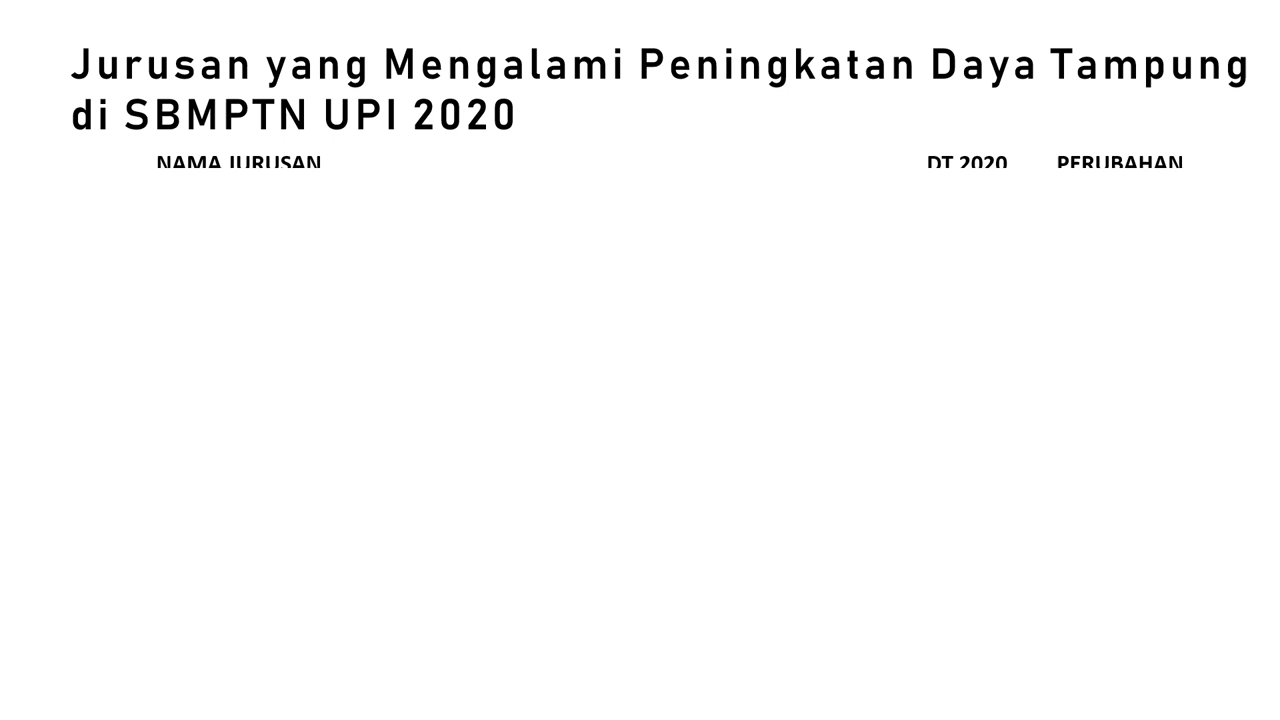 Jurusan yang Mengalami Peningkatan Daya Tampung
di SBMPTN UPI 2020
NAMA JURUSAN DT 2020 PERUBAHAN